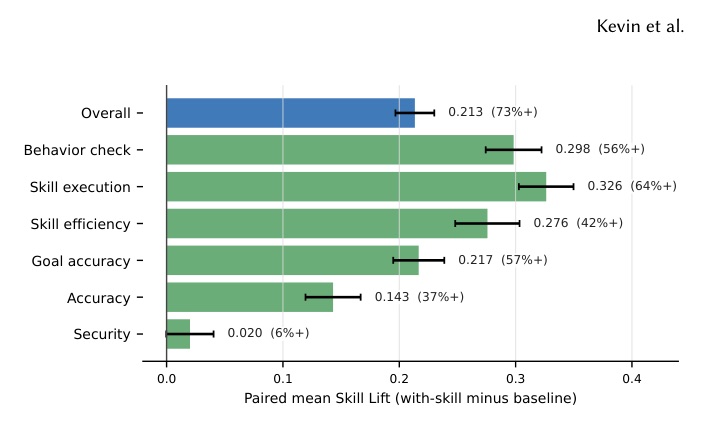 Kevin et al.
Overall 0.213 (73%+)
Behavior check 0.298 (56%+)
Skill execution 0.326 (64%+)
Skill efficiency 0.276 (42%+)
Goal accuracy 0.217 (57%+)
Accuracy 0.143 (37%+)
Security 0.020 (6%+)
0.0 0.1 0.2 0.3 0.4
Paired mean Skill Lift (with-skill minus baseline)